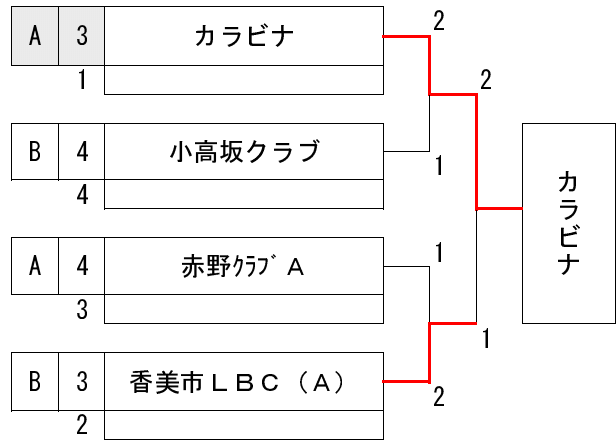 A 3 カラビナ 2
1 2
B 4 小高坂クラブ 1
4
カラビナ
A 4 赤野ｸﾗﾌﾞA 1
3 1
B 3 香美市LBC（A） 2
2